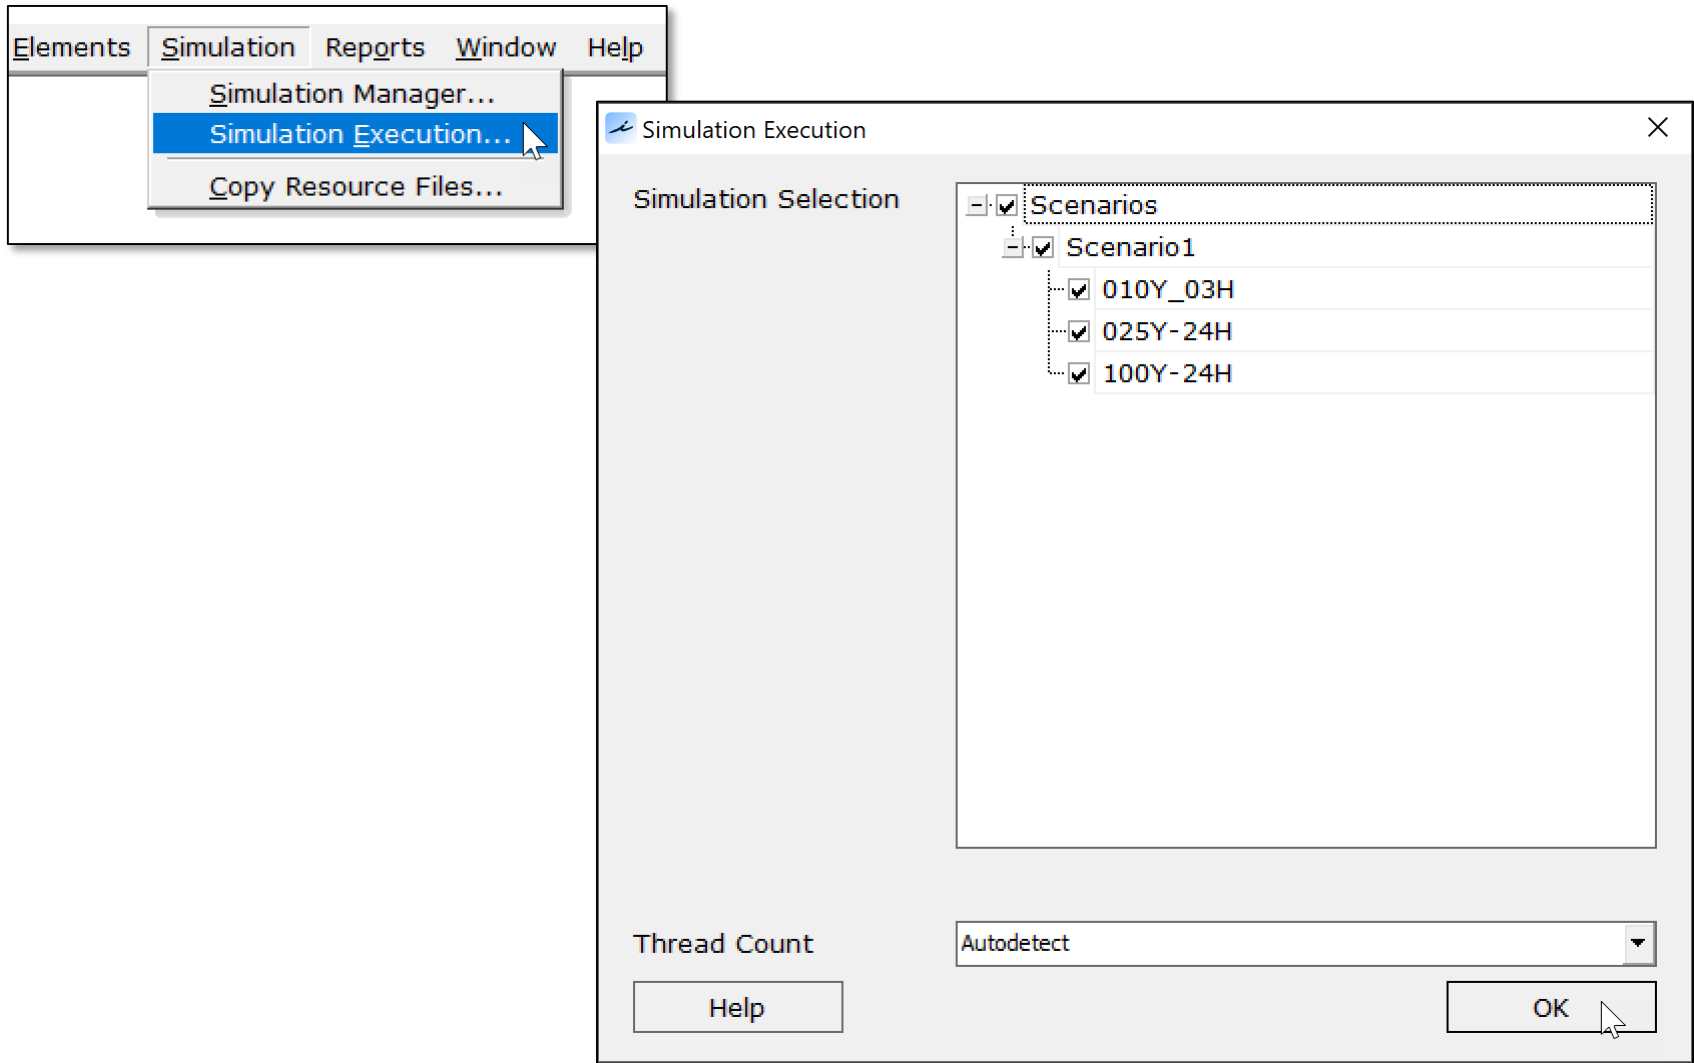 Elements Simulation Reports Window Help
Simulation Manager...
Simulation Execution...
Copy Resource Files...
Simulation Execution
Simulation Selection
Scenarios
Scenario1
010Y_03H
025Y-24H
100Y-24H
Thread Count
Autodetect
Help
OK